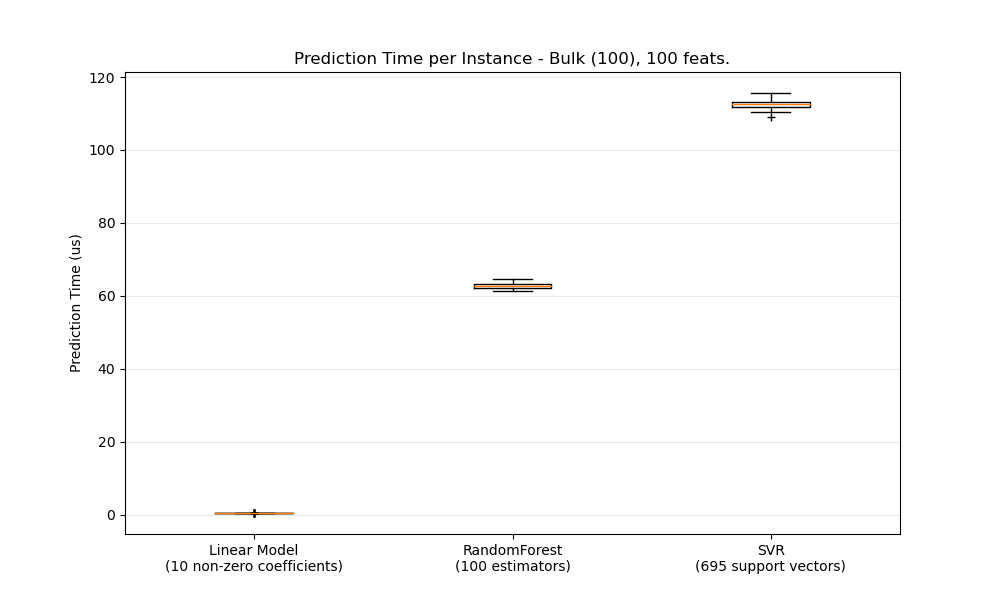 Prediction Time per Instance - Bulk (100), 100 feats.
120
100
80
60
40
20
0
Prediction Time (us)
Linear Model
(10 non-zero coefficients)
RandomForest
(100 estimators)
SVR
(695 support vectors)